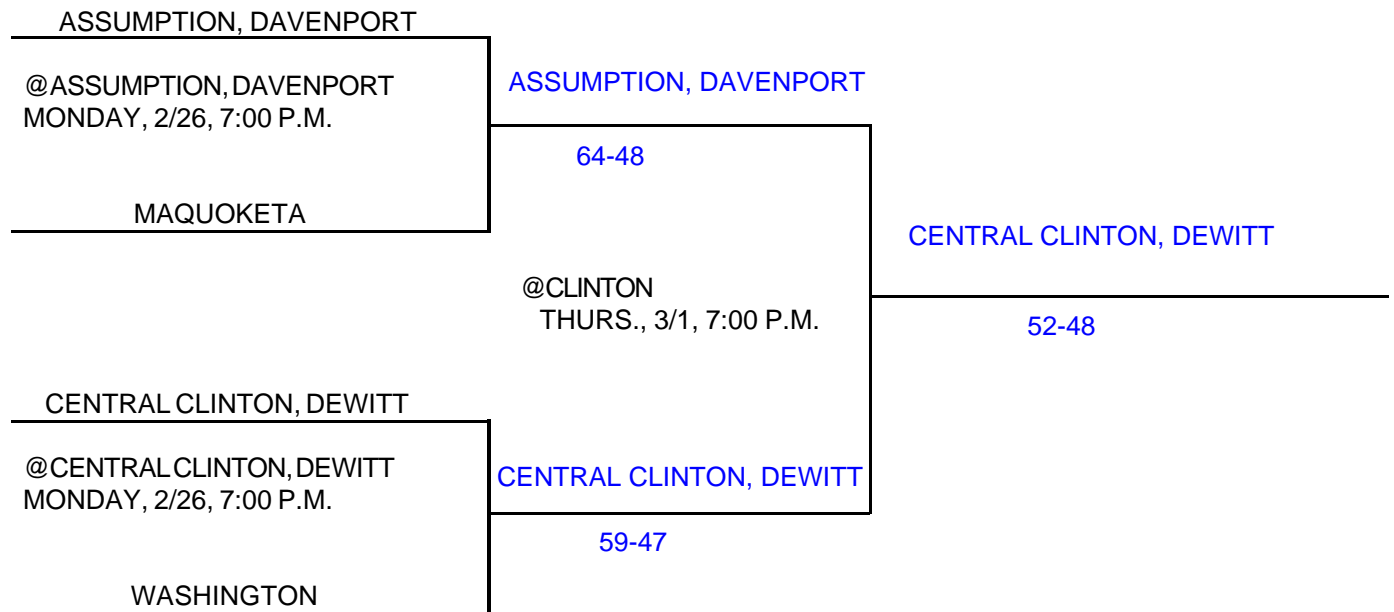 ASSUMPTION, DAVENPORT
@ASSUMPTION, DAVENPORT
MONDAY, 2/26, 7:00 P.M.
MAQUOKETA
ASSUMPTION, DAVENPORT
64-48
@CLINTON
THURS., 3/1, 7:00 P.M.
CENTRAL CLINTON, DEWITT
52-48
CENTRAL CLINTON, DEWITT
@CENTRAL CLINTON, DEWITT
MONDAY, 2/26, 7:00 P.M.
WASHINGTON
CENTRAL CLINTON, DEWITT
59-47